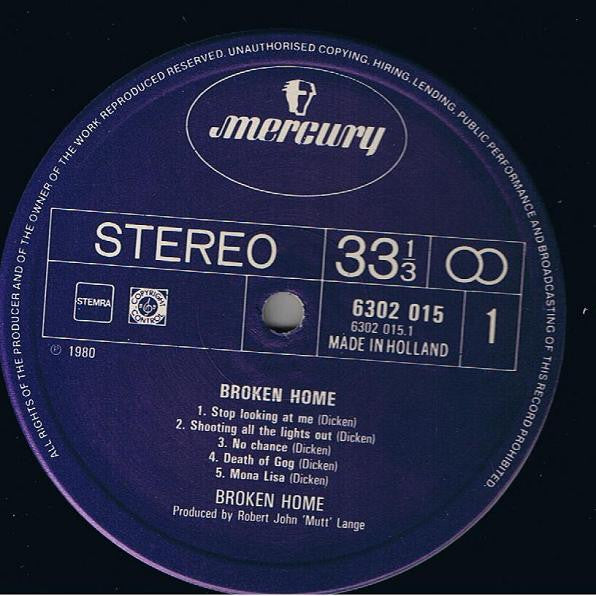 ALL RIGHTS OF THE PRODUCER AND OF THE OWNER OF THE WORK REPRODUCED RESERVED. UNAUTHORISED COPYING, HIRING, LENDING, PUBLIC PERFORMANCE AND BROADCASTING OF THIS RECORD PROHIBITED.
mercury
STEREO 33 1/3
STEMRA COPYRIGHT CONTROL
6302 015 1
6302 015.1
MADE IN HOLLAND
℗ 1980
BROKEN HOME
1. Stop looking at me (Dicken)
2. Shooting all the lights out (Dicken)
3. No chance (Dicken)
4. Death of Gog (Dicken)
5. Mona Lisa (Dicken)
BROKEN HOME
Produced by Robert John 'Mutt' Lange